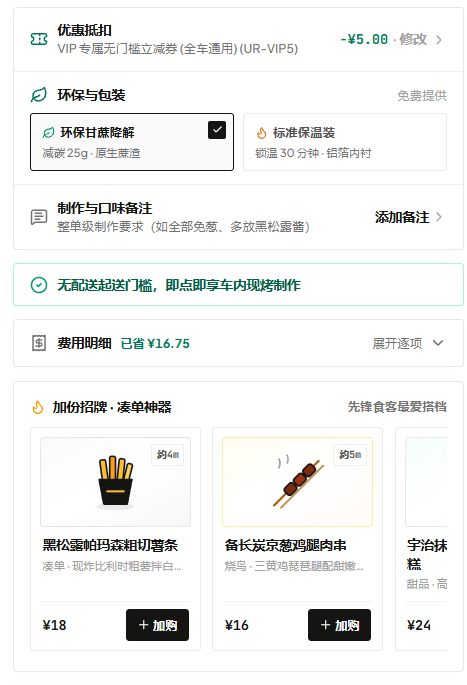 优惠抵扣
VIP 专属无门槛立减券 (全车通用) (UR-VIP5)
-¥5.00 · 修改
环保与包装
免费提供
环保甘蔗降解
减碳 25g · 原生蔗渣
标准保温装
锁温 30 分钟 · 铝箔内衬
制作与口味备注
整单级制作要求（如全部免葱、多放黑松露酱）
添加备注
无配送起送门槛，即点即享车内现烤制作
费用明细 已省 ¥16.75
展开逐项
加份招牌 · 凑单神器
先锋食客最爱搭档
约4m
黑松露帕玛森粗切薯条
凑单 · 现炸比利时粗薯拌白...
¥18
+ 加购
约5m
备长炭京葱鸡腿肉串
烧鸟 · 三黄鸡琵琶腿配甜嫩...
¥16
+ 加购
宇治抹
糕
甜品 · 高
¥24